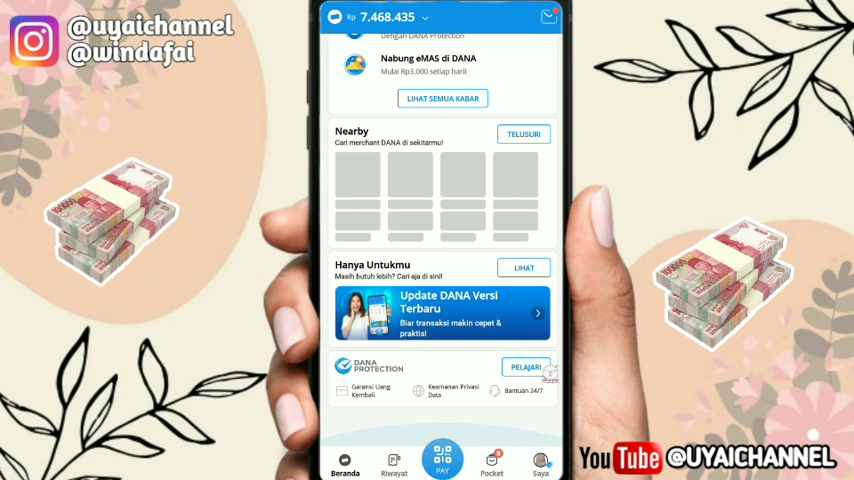 @uyaichannel
@windafai
Rp 7.468.435
Dengan DANA Protection
Nabung eMAS di DANA
Mulai Rp3.000 setiap hari!
LIHAT SEMUA KABAR
Nearby
Cari merchant DANA di sekitarmu!
TELUSURI
Hanya Untukmu
Masih butuh lebih? Cari aja di sini!
LIHAT
Update DANA Versi
Terbaru
Biar transaksi makin cepet &
praktis!
DANA
PROTECTION
PELAJARI
Garansi Uang
Kembali
Keamanan Privasi
Data
Bantuan 24/7
Beranda
Riwayat
PAY
Pocket
Saya
YouTube @UYAICHANNEL
100000
100000